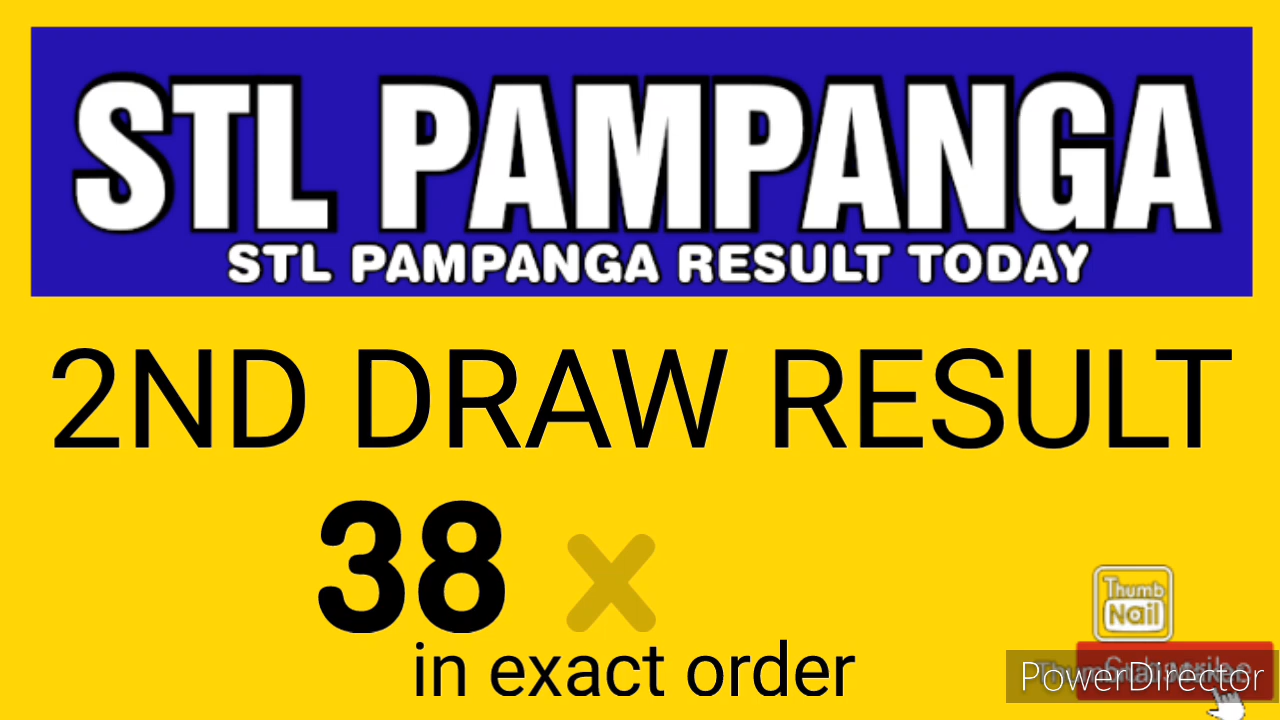 STL PAMPANGA
STL PAMPANGA RESULT TODAY
2ND DRAW RESULT
38 x
in exact order
Thumb
Nail
PowerDirector